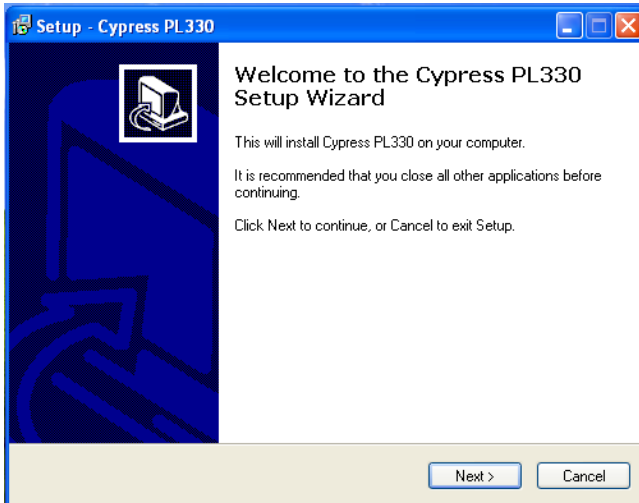 Setup - Cypress PL330
Welcome to the Cypress PL330
Setup Wizard
This will install Cypress PL330 on your computer.
It is recommended that you close all other applications before
continuing.
Click Next to continue, or Cancel to exit Setup.
Next >
Cancel